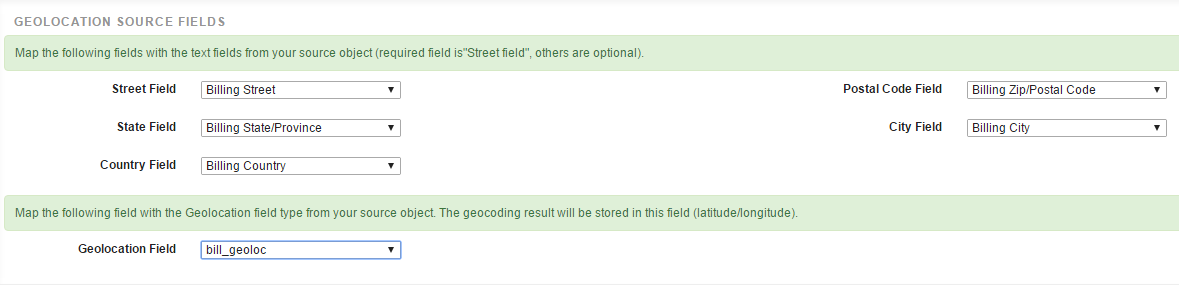 GEOLOCATION SOURCE FIELDS
Map the following fields with the text fields from your source object (required field is"Street field", others are optional).
Street Field Billing Street Postal Code Field Billing Zip/Postal Code
State Field Billing State/Province City Field Billing City
Country Field Billing Country
Map the following field with the Geolocation field type from your source object. The geocoding result will be stored in this field (latitude/longitude).
Geolocation Field bill_geoloc